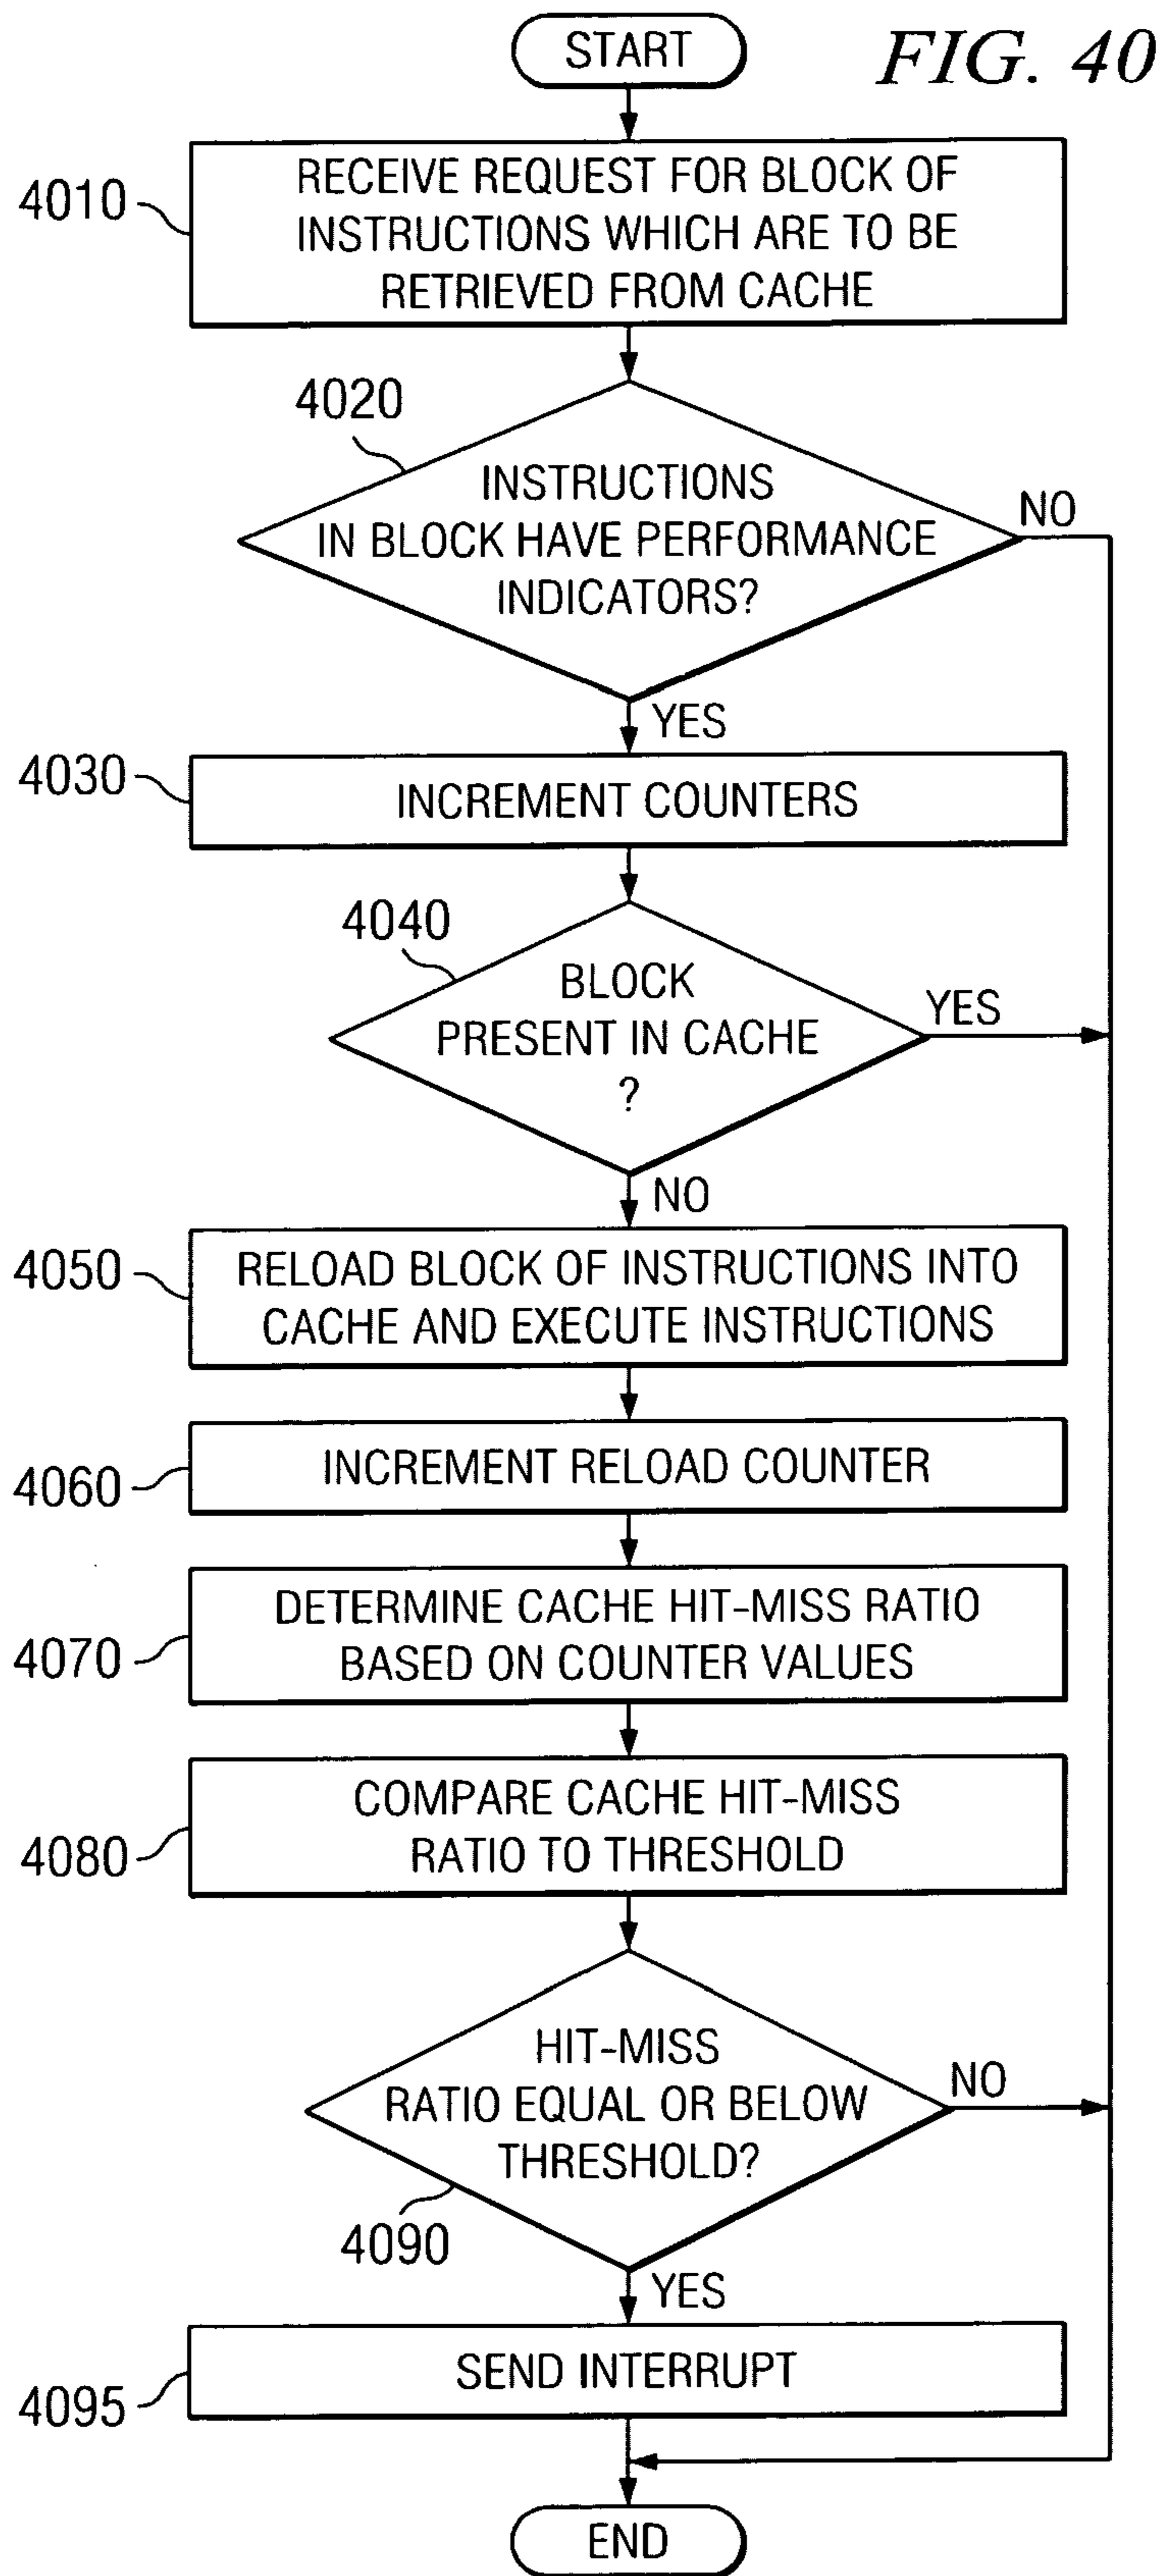 START
FIG. 40
4010
RECEIVE REQUEST FOR BLOCK OF
INSTRUCTIONS WHICH ARE TO BE
RETRIEVED FROM CACHE
4020
INSTRUCTIONS
IN BLOCK HAVE PERFORMANCE
INDICATORS?
NO
YES
4030
INCREMENT COUNTERS
4040
BLOCK
PRESENT IN CACHE
?
YES
NO
4050
RELOAD BLOCK OF INSTRUCTIONS INTO
CACHE AND EXECUTE INSTRUCTIONS
4060
INCREMENT RELOAD COUNTER
4070
DETERMINE CACHE HIT-MISS RATIO
BASED ON COUNTER VALUES
4080
COMPARE CACHE HIT-MISS
RATIO TO THRESHOLD
HIT-MISS
RATIO EQUAL OR BELOW
THRESHOLD?
NO
4090
YES
4095
SEND INTERRUPT
END